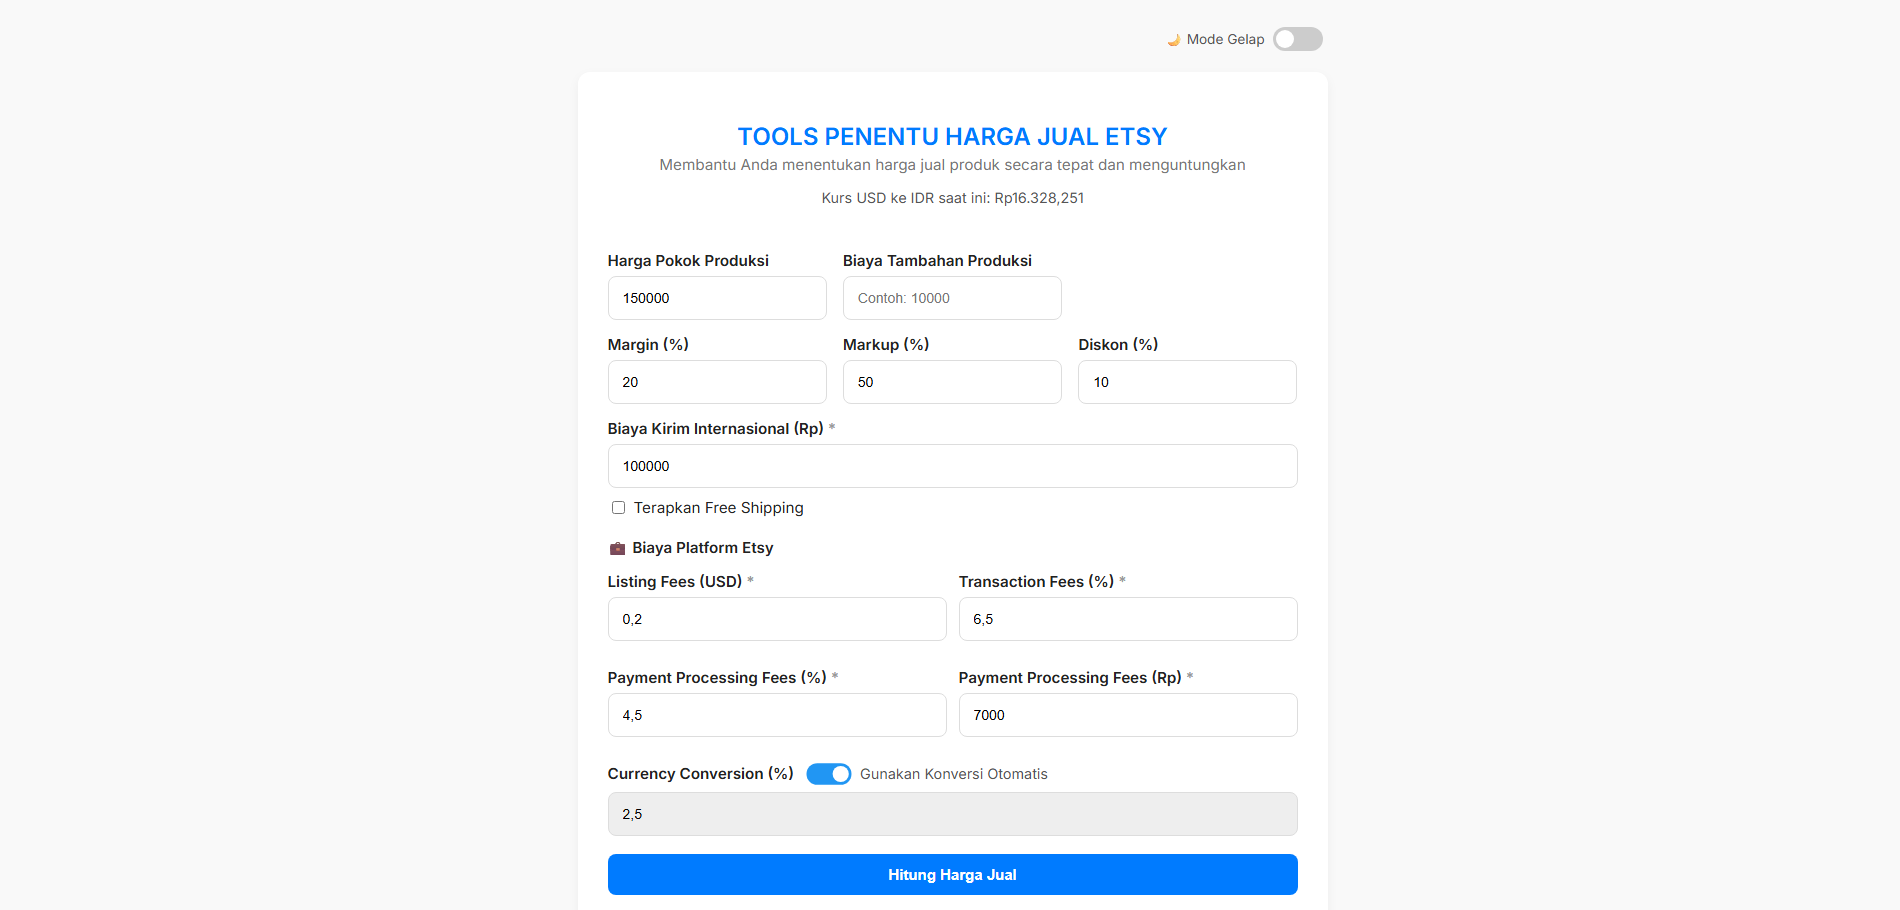 🌙 Mode Gelap
TOOLS PENENTU HARGA JUAL ETSY
Membantu Anda menentukan harga jual produk secara tepat dan menguntungkan
Kurs USD ke IDR saat ini: Rp16.328,251
Harga Pokok Produksi Biaya Tambahan Produksi
150000 Contoh: 10000
Margin (%) Markup (%) Diskon (%)
20 50 10
Biaya Kirim Internasional (Rp) *
100000
Terapkan Free Shipping
💼 Biaya Platform Etsy
Listing Fees (USD) * Transaction Fees (%) *
0,2 6,5
Payment Processing Fees (%) * Payment Processing Fees (Rp) *
4,5 7000
Currency Conversion (%) Gunakan Konversi Otomatis
2,5
Hitung Harga Jual